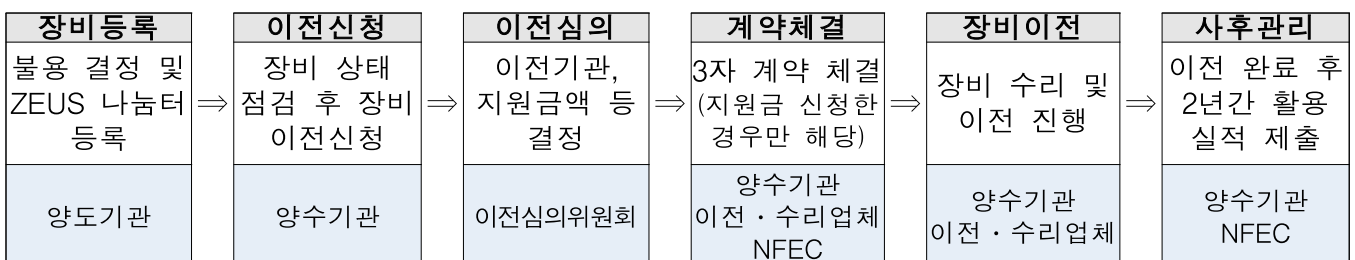 장비등록
불용 결정 및
ZEUS 나눔터
등록
양도기관
⇒
이전신청
장비 상태
점검 후 장비
이전신청
양수기관
⇒
이전심의
이전기관,
지원금액 등
결정
이전심의위원회
⇒
계약체결
3자 계약 체결
(지원금 신청한
경우만 해당)
양수기관
이전・수리업체
NFEC
⇒
장비이전
장비 수리 및
이전 진행
양수기관
이전・수리업체
⇒
사후관리
이전 완료 후
2년간 활용
실적 제출
양수기관
NFEC